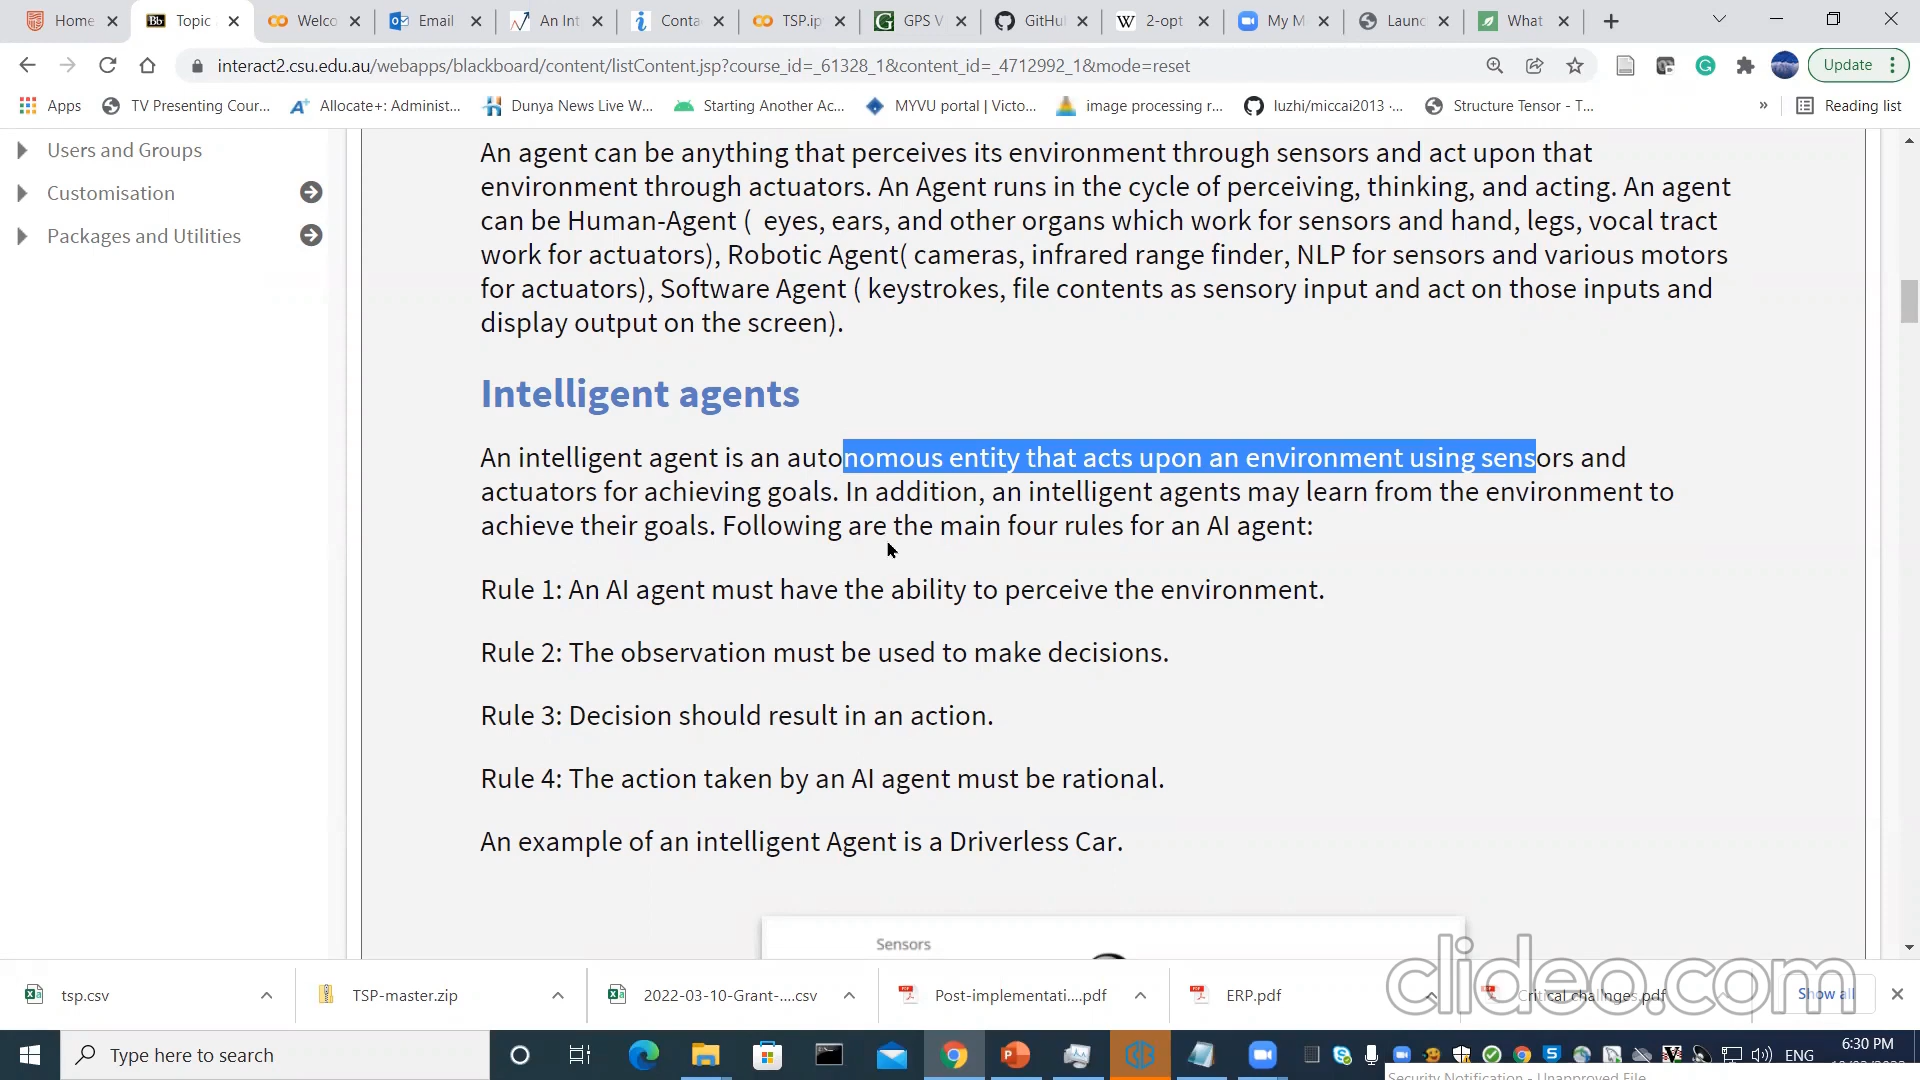 Home
Topic
Welco
Email
An Int
Conta
TSP.ip
GPS V
GitHu
2-opt
My M
Launc
What
interact2.csu.edu.au/webapps/blackboard/content/listContent.jsp?course_id=_61328_1&content_id=_4712992_1&mode=reset
Update
Apps
TV Presenting Cour...
Allocate+: Administ...
Dunya News Live W...
Starting Another Ac...
MYVU portal | Victo...
image processing r...
luzhi/miccai2013 ·...
Structure Tensor - T...
»
Reading list
Users and Groups
Customisation
Packages and Utilities
An agent can be anything that perceives its environment through sensors and act upon that
environment through actuators. An Agent runs in the cycle of perceiving, thinking, and acting. An agent
can be Human-Agent ( eyes, ears, and other organs which work for sensors and hand, legs, vocal tract
work for actuators), Robotic Agent( cameras, infrared range finder, NLP for sensors and various motors
for actuators), Software Agent ( keystrokes, file contents as sensory input and act on those inputs and
display output on the screen).
Intelligent agents
An intelligent agent is an autonomous entity that acts upon an environment using sensors and
actuators for achieving goals. In addition, an intelligent agents may learn from the environment to
achieve their goals. Following are the main four rules for an AI agent:
Rule 1: An AI agent must have the ability to perceive the environment.
Rule 2: The observation must be used to make decisions.
Rule 3: Decision should result in an action.
Rule 4: The action taken by an AI agent must be rational.
An example of an intelligent Agent is a Driverless Car.
Sensors
clideo.com
tsp.csv
TSP-master.zip
2022-03-10-Grant-....csv
Post-implementati....pdf
ERP.pdf
Critical challnges.pdf
Show all
Type here to search
ENG
6:30 PM
Security Notification - Unapproved File